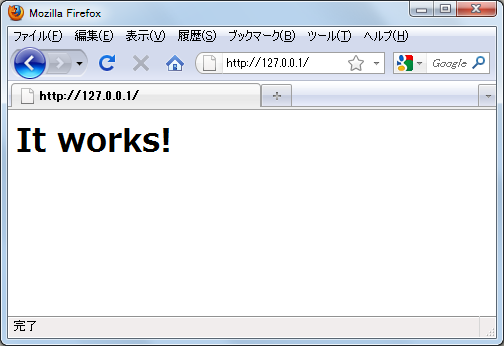 Mozilla Firefox
ファイル(F) 編集(E) 表示(V) 履歴(S) ブックマーク(B) ツール(T) ヘルプ(H)
http://127.0.0.1/ Google
http://127.0.0.1/
It works!
完了